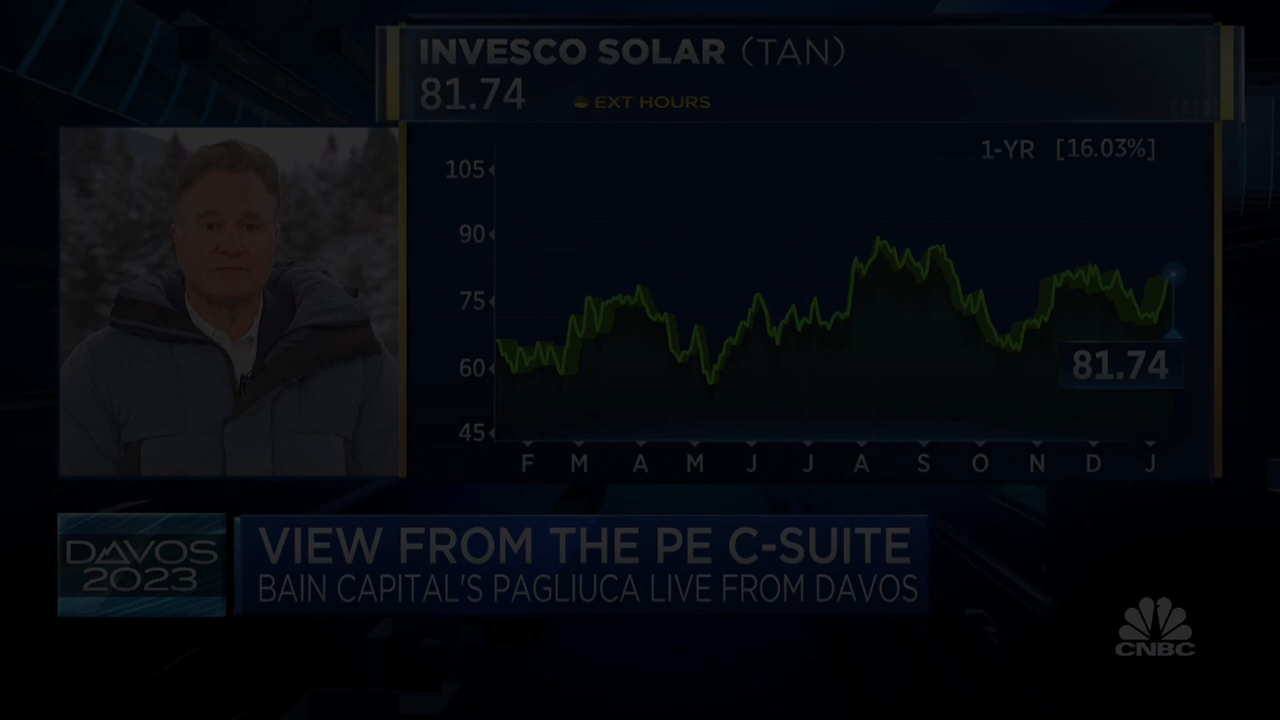 INVESCO SOLAR (TAN)
81.74 EXT HOURS
1-YR [16.03%]
105
90
75
60
45
81.74
F M A M J J A S O N D J
DAVOS
2023
VIEW FROM THE PE C-SUITE
BAIN CAPITAL'S PAGLIUCA LIVE FROM DAVOS
CNBC